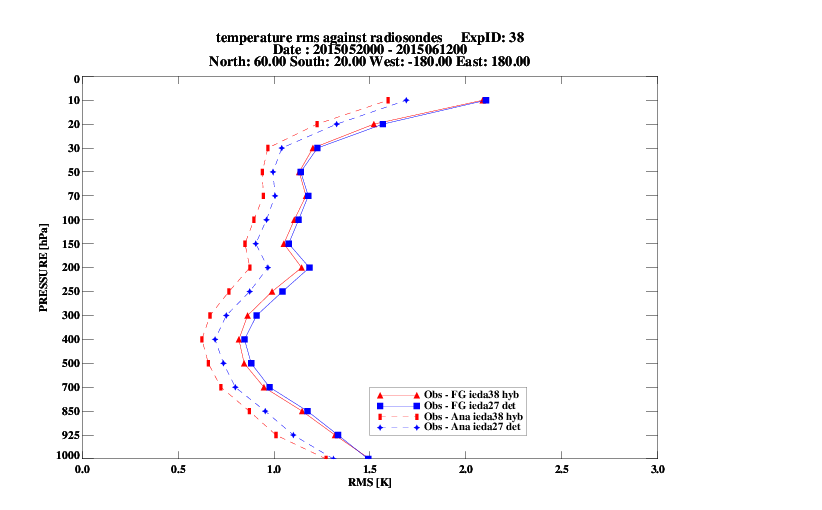 temperature rms against radiosondes ExpID: 38
Date : 2015052000 - 2015061200
North: 60.00 South: 20.00 West: -180.00 East: 180.00
PRESSURE [hPa]
0
10
20
30
50
70
100
150
200
250
300
400
500
700
850
925
1000
Obs - FG ieda38 hyb
Obs - FG ieda27 det
Obs - Ana ieda38 hyb
Obs - Ana ieda27 det
0.0 0.5 1.0 1.5 2.0 2.5 3.0
RMS [K]